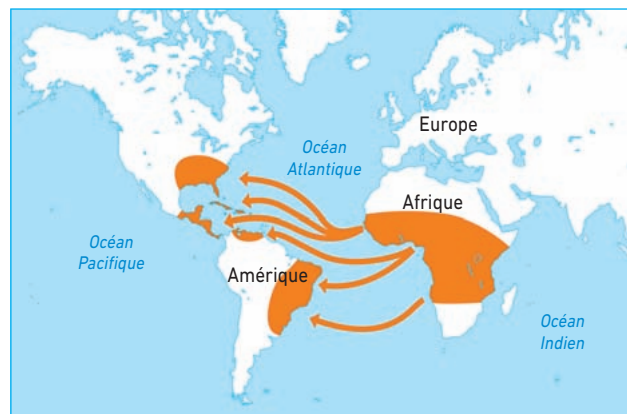 Europe
Océan
Atlantique
Afrique
Océan
Pacifique
Amérique
Océan
Indien